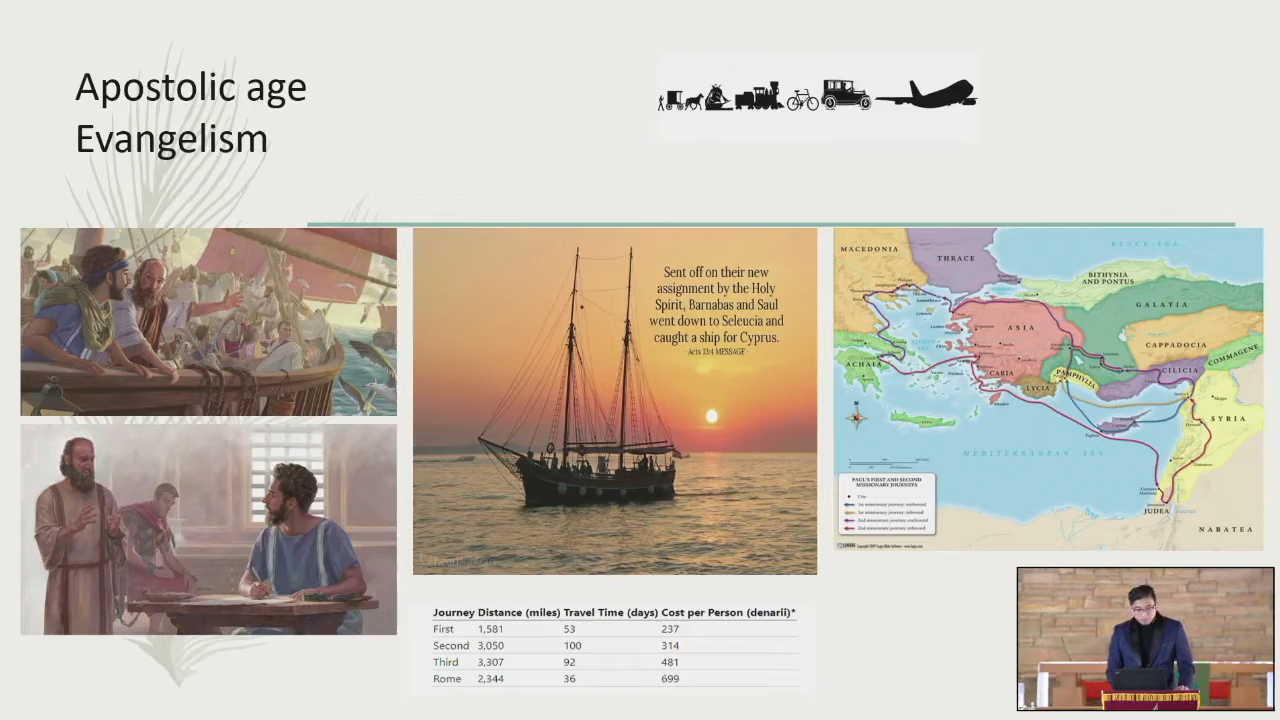 Apostolic age
Evangelism
Sent off on their new
assignment by the Holy
Spirit, Barnabas and Saul
went down to Seleucia and
caught a ship for Cyprus.
Acts 13:4 MESSAGE
MACEDONIA
THRACE
BLACK SEA
BITHYNIA
AND PONTUS
GALATIA
ASIA
CAPPADOCIA
COMMAGENE
ACHAIA
CARIA
LYCIA
PAMPHYLIA
CILICIA
SYRIA
MEDITERRANEAN SEA
JUDEA
NABATEA
PAUL'S FIRST AND SECOND
MISSIONARY JOURNEYS
City
1st missionary journey: outbound
1st missionary journey: inbound
2nd missionary journey: outbound
2nd missionary journey: inbound
Journey Distance (miles) Travel Time (days) Cost per Person (denarii)*
First 1,581 53 237
Second 3,050 100 314
Third 3,307 92 481
Rome 2,344 36 699